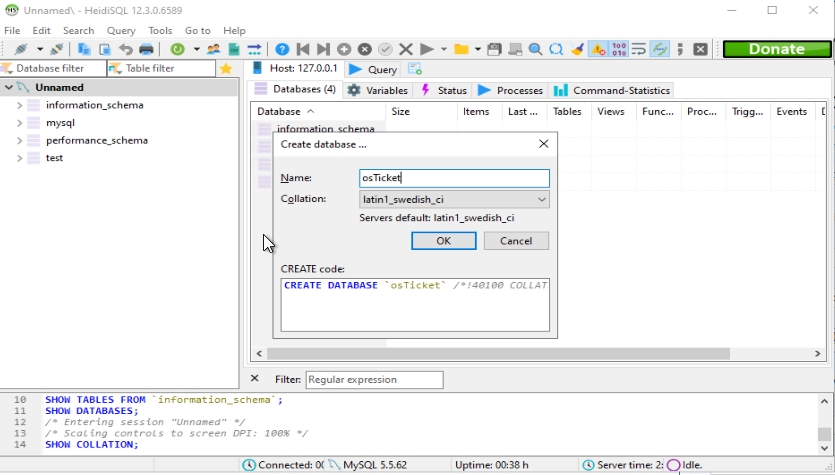 Unnamed\ - HeidiSQL 12.3.0.6589
File Edit Search Query Tools Go to Help
Donate
Database filter Table filter
Host: 127.0.0.1 Query
Unnamed
information_schema
mysql
performance_schema
test
Databases (4) Variables Status Processes Command-Statistics
Database Size Items Last ... Tables Views Func... Proc... Trigg... Events
information_schema
Create database ...
Name: osTicket
Collation: latin1_swedish_ci
Servers default: latin1_swedish_ci
OK Cancel
CREATE code:
CREATE DATABASE `osTicket` /*!40100 COLLAT
Filter: Regular expression
10 SHOW TABLES FROM `information_schema`;
11 SHOW DATABASES;
12 /* Entering session "Unnamed" */
13 /* Scaling controls to screen DPI: 100% */
14 SHOW COLLATION;
Connected: 0( MySQL 5.5.62 Uptime: 00:38 h Server time: 2: Idle.